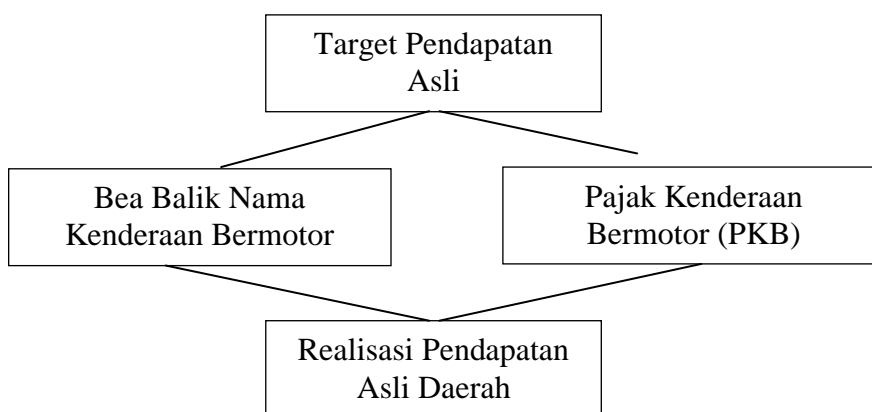 Target Pendapatan
Asli
Bea Balik Nama
Kenderaan Bermotor
Pajak Kenderaan
Bermotor (PKB)
Realisasi Pendapatan
Asli Daerah